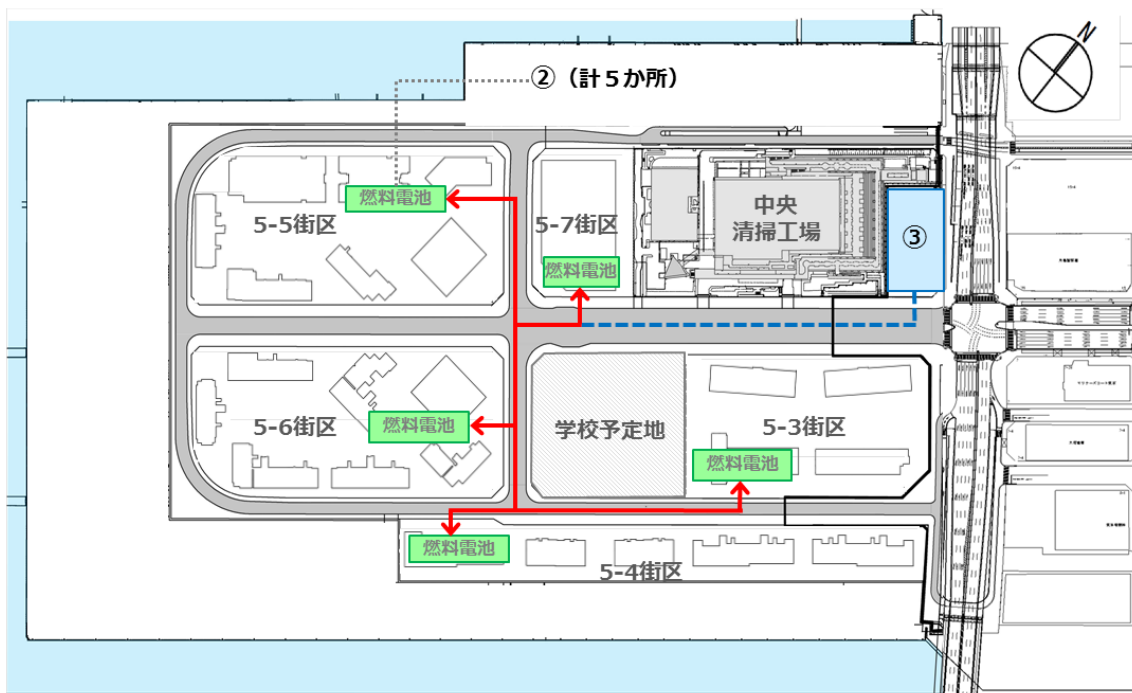 N
②（計５か所）
燃料電池
5-5街区
5-7街区
燃料電池
中央
清掃工場
③
5-6街区
燃料電池
学校予定地
5-3街区
燃料電池
燃料電池
5-4街区